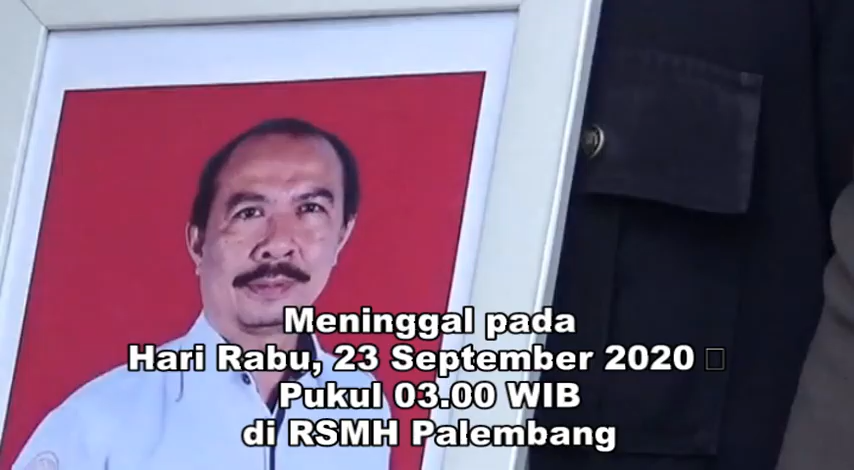 Meninggal pada
Hari Rabu, 23 September 2020
Pukul 03.00 WIB
di RSMH Palembang